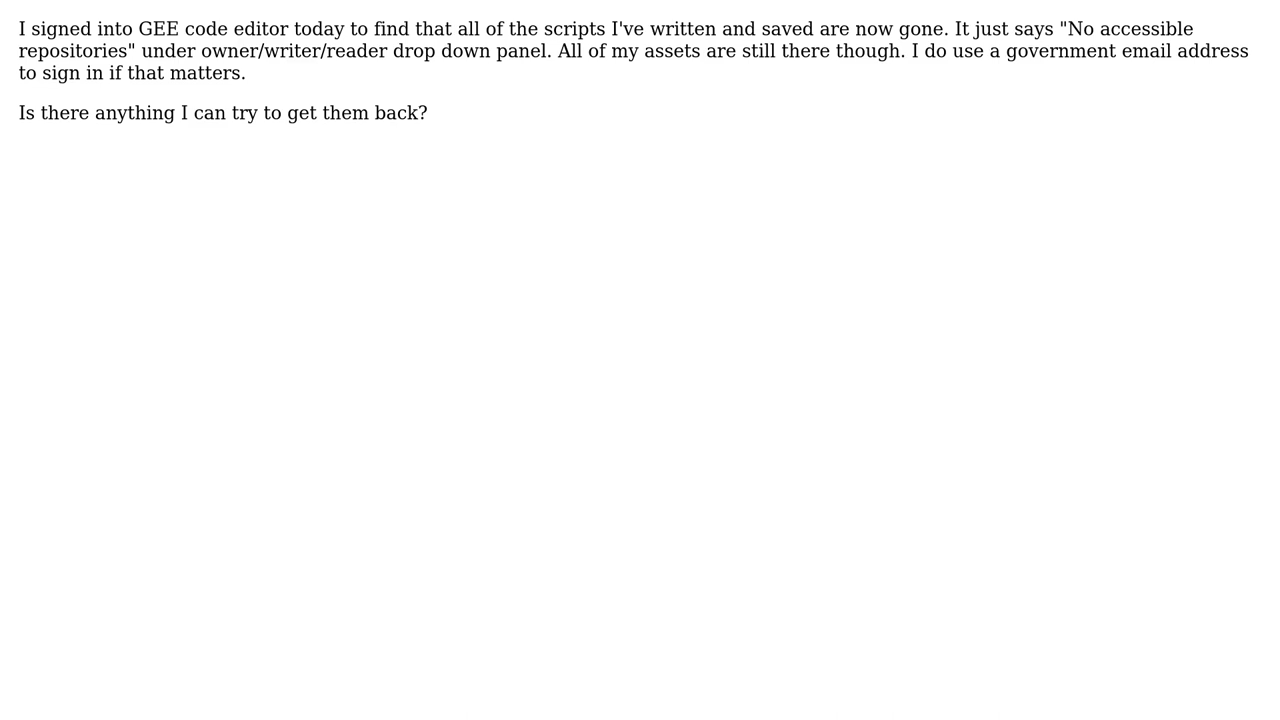 I signed into GEE code editor today to find that all of the scripts I've written and saved are now gone. It just says "No accessible
repositories" under owner/writer/reader drop down panel. All of my assets are still there though. I do use a government email address
to sign in if that matters.
Is there anything I can try to get them back?